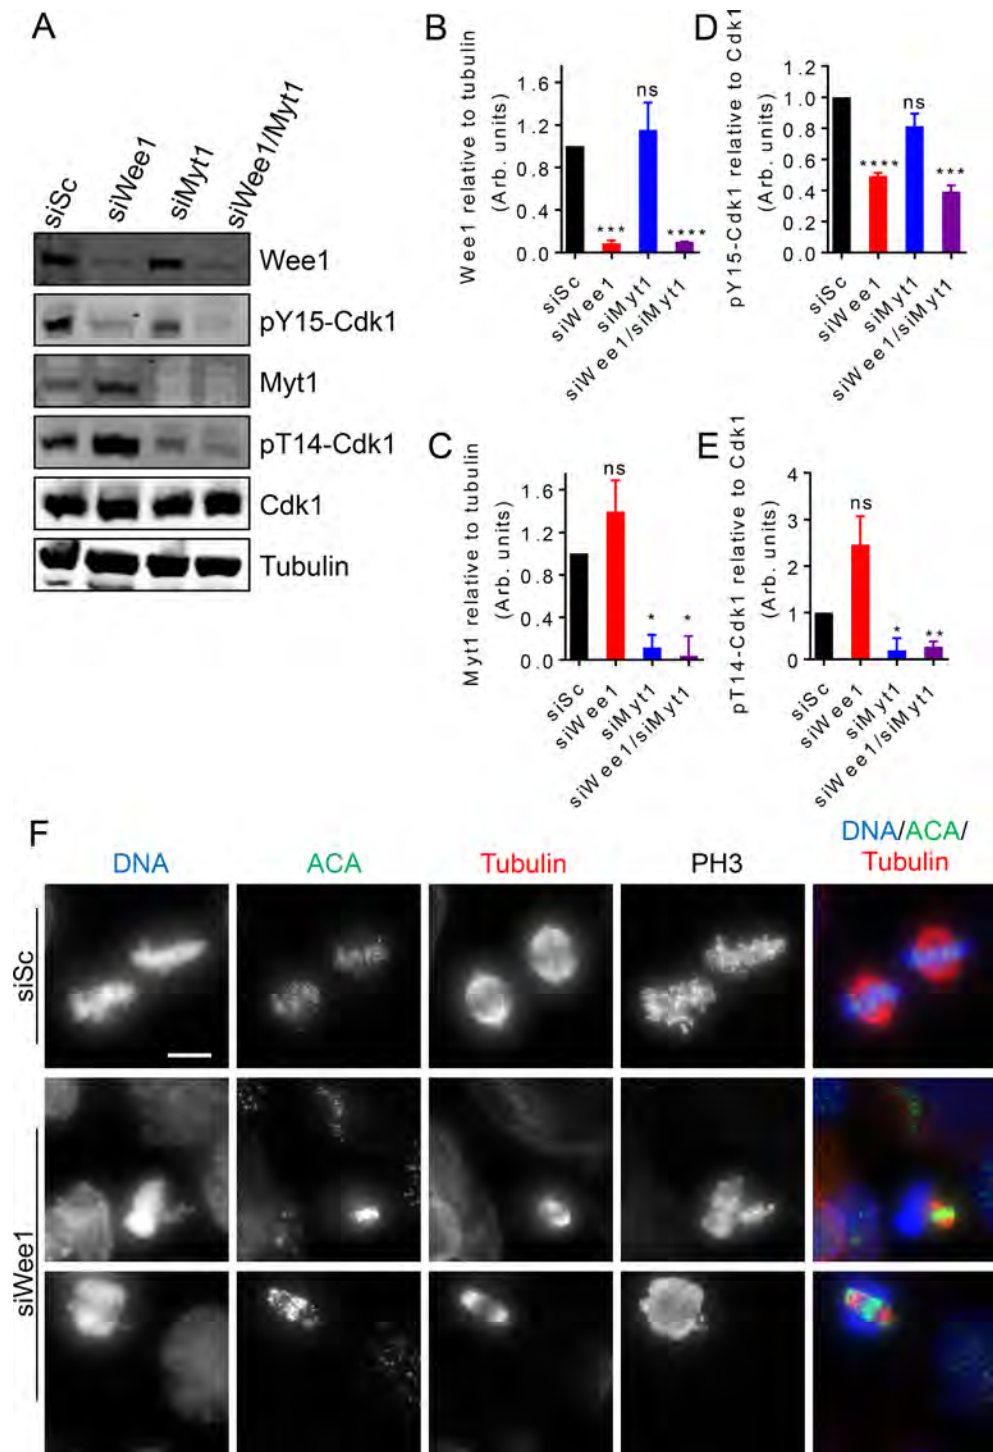 A
siSc
siWee1
siMyt1
siWee1/Myt1
Wee1
pY15-Cdk1
Myt1
pT14-Cdk1
Cdk1
Tubulin
B
Wee1 relative to tubulin
(Arb. units)
1.6
1.2
0.8
0.4
0.0
***
ns
****
siSc
siWee1
siMyt1
siWee1/siMyt1
D
pY15-Cdk1 relative to Cdk1
(Arb. units)
1.2
1.0
0.8
0.6
0.4
0.2
0.0
****
ns
***
siSc
siWee1
siMyt1
siWee1/siMyt1
C
Myt1 relative to tubulin
(Arb. units)
1.6
1.2
0.8
0.4
0.0
ns
*
*
siSc
siWee1
siMyt1
siWee1/siMyt1
E
pT14-Cdk1 relative to Cdk1
(Arb. units)
4
3
2
1
0
ns
*
**
siSc
siWee1
siMyt1
siWee1/siMyt1
F
DNA
ACA
Tubulin
PH3
DNA/ACA/
Tubulin
siSc
siWee1